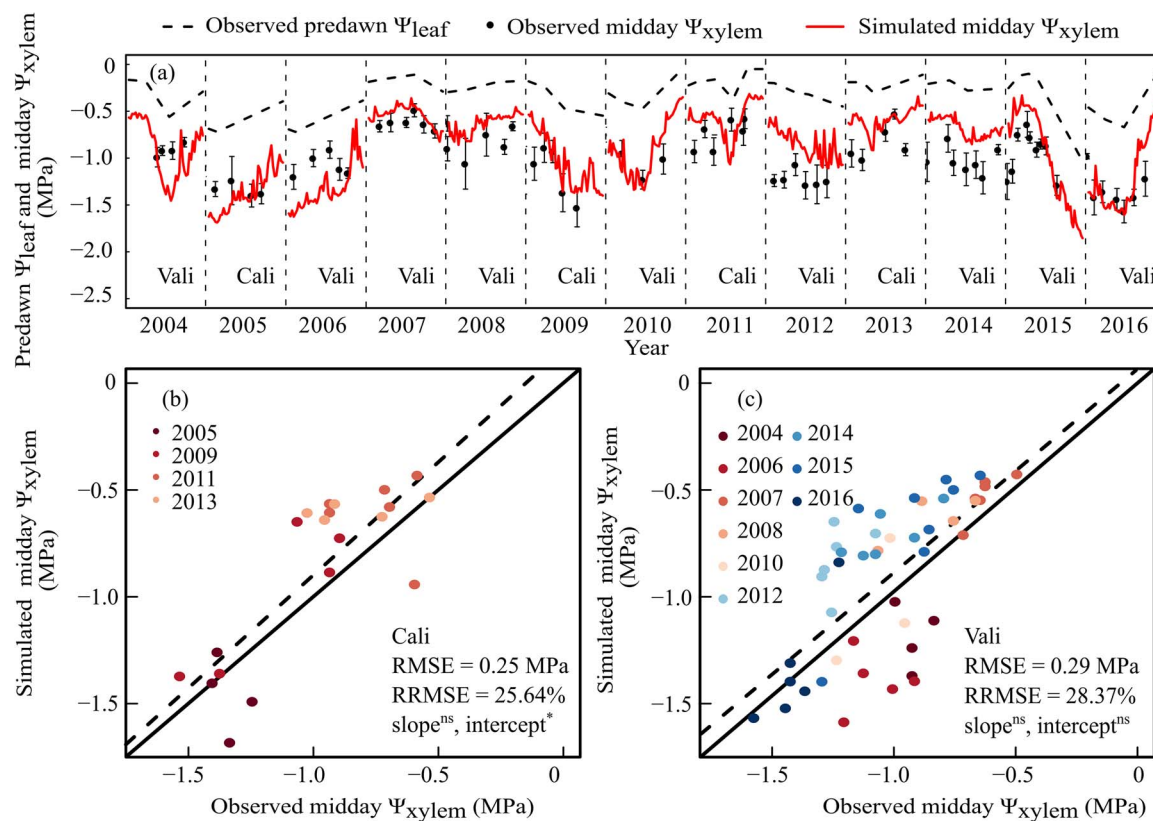 Observed predawn Ψleaf Observed midday Ψxylem Simulated midday Ψxylem
Predawn Ψleaf and midday Ψxylem
(MPa)
(a)
0
−0.5
−1.0
−1.5
−2.0
−2.5
Vali Cali Vali Vali Vali Cali Vali Cali Vali Cali Vali Vali Vali
2004 2005 2006 2007 2008 2009 2010 2011 2012 2013 2014 2015 2016
Year
Simulated midday Ψxylem
(MPa)
(b)
2005
2009
2011
2013
0
−0.5
−1.0
−1.5
Cali
RMSE = 0.25 MPa
RRMSE = 25.64%
slopeⁿˢ, intercept*
−1.5 −1.0 −0.5 0
Observed midday Ψxylem (MPa)
Simulated midday Ψxylem
(MPa)
(c)
2004 2014
2006 2015
2007 2016
2008
2010
2012
0
−0.5
−1.0
−1.5
Vali
RMSE = 0.29 MPa
RRMSE = 28.37%
slopeⁿˢ, interceptⁿˢ
−1.5 −1.0 −0.5 0
Observed midday Ψxylem (MPa)